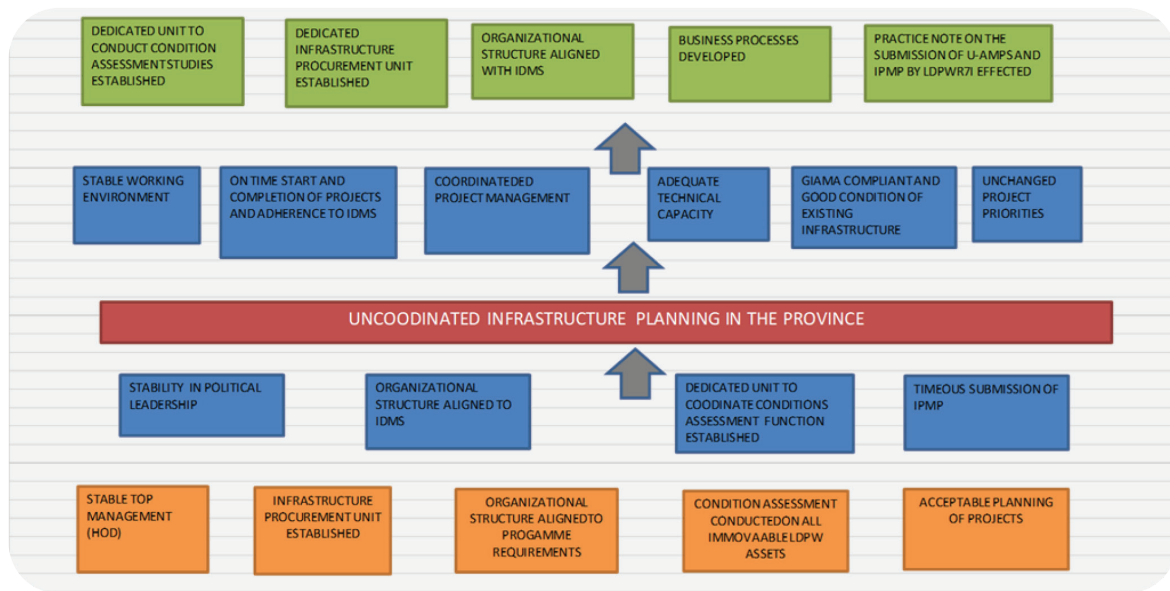 DEDICATED UNIT TO
CONDUCT CONDITION
ASSESSMENT STUDIES
ESTABLISHED
DEDICATED
INFRASTRUCTURE
PROCUREMENT UNIT
ESTABLISHED
ORGANIZATIONAL
STRUCTURE ALIGNED
WITH IDMS
BUSINESS PROCESSES
DEVELOPED
PRACTICE NOTE ON THE
SUBMISSION OF U-AMPS AND
IPMP BY LDPWR7I EFFECTED
STABLE WORKING
ENVIRONMENT
ON TIME START AND
COMPLETION OF PROJECTS
AND ADHERENCE TO IDMS
COORDINATEDED
PROJECT MANAGEMENT
ADEQUATE
TECHNICAL
CAPACITY
GIAMA COMPLIANT AND
GOOD CONDITION OF
EXISTING
INFRASTRUCTURE
UNCHANGED
PROJECT
PRIORITIES
UNCOODINATED INFRASTRUCTURE PLANNING IN THE PROVINCE
STABILITY IN POLITICAL
LEADERSHIP
ORGANIZATIONAL
STRUCTURE ALIGNED TO
IDMS
DEDICATED UNIT TO
COODINATE CONDITIONS
ASSESSMENT FUNCTION
ESTABLISHED
TIMEOUS SUBMISSION OF
IPMP
STABLE TOP
MANAGEMENT
(HOD)
INFRASTRUCTURE
PROCUREMENT UNIT
ESTABLISHED
ORGANIZATIONAL
STRUCTURE ALIGNEDTO
PROGAMME
REQUIREMENTS
CONDITION ASSESSMENT
CONDUCTEDON ALL
IMMOVAABLE LDPW
ASSETS
ACCEPTABLE PLANNING
OF PROJECTS